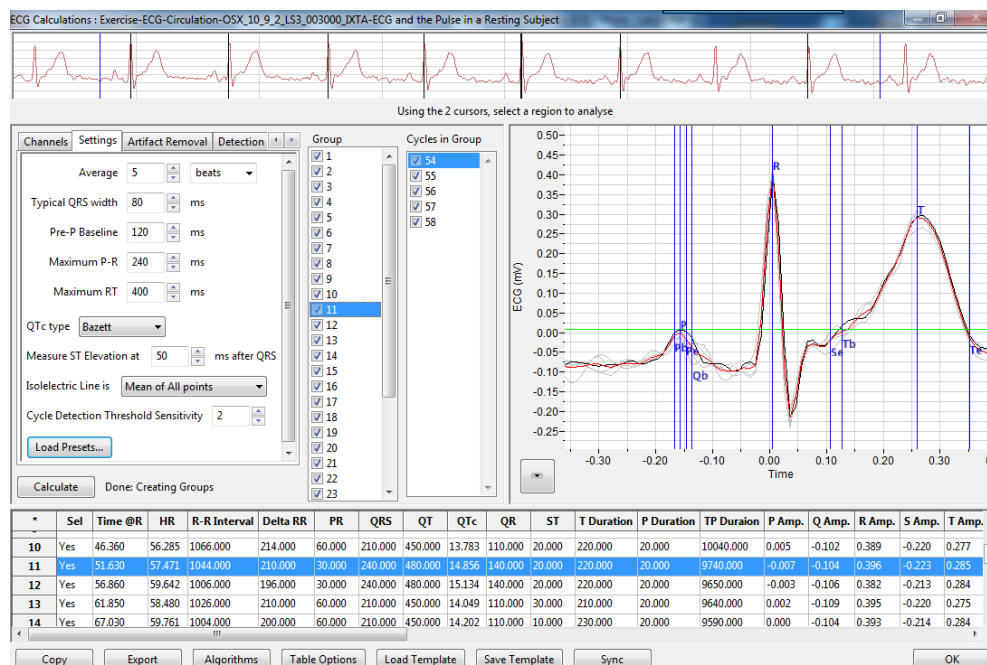 ECG Calculations : Exercise-ECG-Circulation-OSX_10_9_2_LS3_003000_IXTA-ECG and the Pulse in a Resting Subject
Using the 2 cursors, select a region to analyse
Channels Settings Artifact Removal Detection
Average 5 beats
Typical QRS width 80 ms
Pre-P Baseline 120 ms
Maximum P-R 240 ms
Maximum RT 400 ms
QTc type Bazett
Measure ST Elevation at 50 ms after QRS
Isolelectric Line is Mean of All points
Cycle Detection Threshold Sensitivity 2
Load Presets...
Calculate Done: Creating Groups
Group
1
2
3
4
5
6
7
8
9
10
11
12
13
14
15
16
17
18
19
20
21
22
23
Cycles in Group
54
55
56
57
58
ECG (mV)
0.50
0.45
0.40
0.35
0.30
0.25
0.20
0.15
0.10
0.05
0.00
-0.05
-0.10
-0.15
-0.20
-0.25
R
T
P
Pb Pe
Qb
Se Tb
Te
-0.30 -0.20 -0.10 0.00 0.10 0.20 0.30
Time
* Sel Time @R HR R-R Interval Delta RR PR QRS QT QTc QR ST T Duration P Duration TP Duraion P Amp. Q Amp. R Amp. S Amp. T Amp.
10 Yes 46.360 56.285 1066.000 214.000 60.000 210.000 450.000 13.783 110.000 20.000 220.000 20.000 10040.000 0.005 -0.102 0.389 -0.220 0.277
11 Yes 51.630 57.471 1044.000 210.000 30.000 240.000 480.000 14.856 140.000 20.000 220.000 20.000 9740.000 -0.007 -0.104 0.396 -0.223 0.285
12 Yes 56.860 59.642 1006.000 196.000 30.000 240.000 480.000 15.134 140.000 20.000 220.000 20.000 9650.000 -0.003 -0.106 0.382 -0.213 0.284
13 Yes 61.850 58.480 1026.000 210.000 60.000 210.000 450.000 14.049 110.000 30.000 210.000 20.000 9640.000 0.002 -0.109 0.395 -0.220 0.275
14 Yes 67.030 59.761 1004.000 200.000 60.000 210.000 450.000 14.202 110.000 10.000 230.000 20.000 9590.000 0.000 -0.104 0.393 -0.214 0.284
Copy Export Algorithms Table Options Load Template Save Template Sync OK